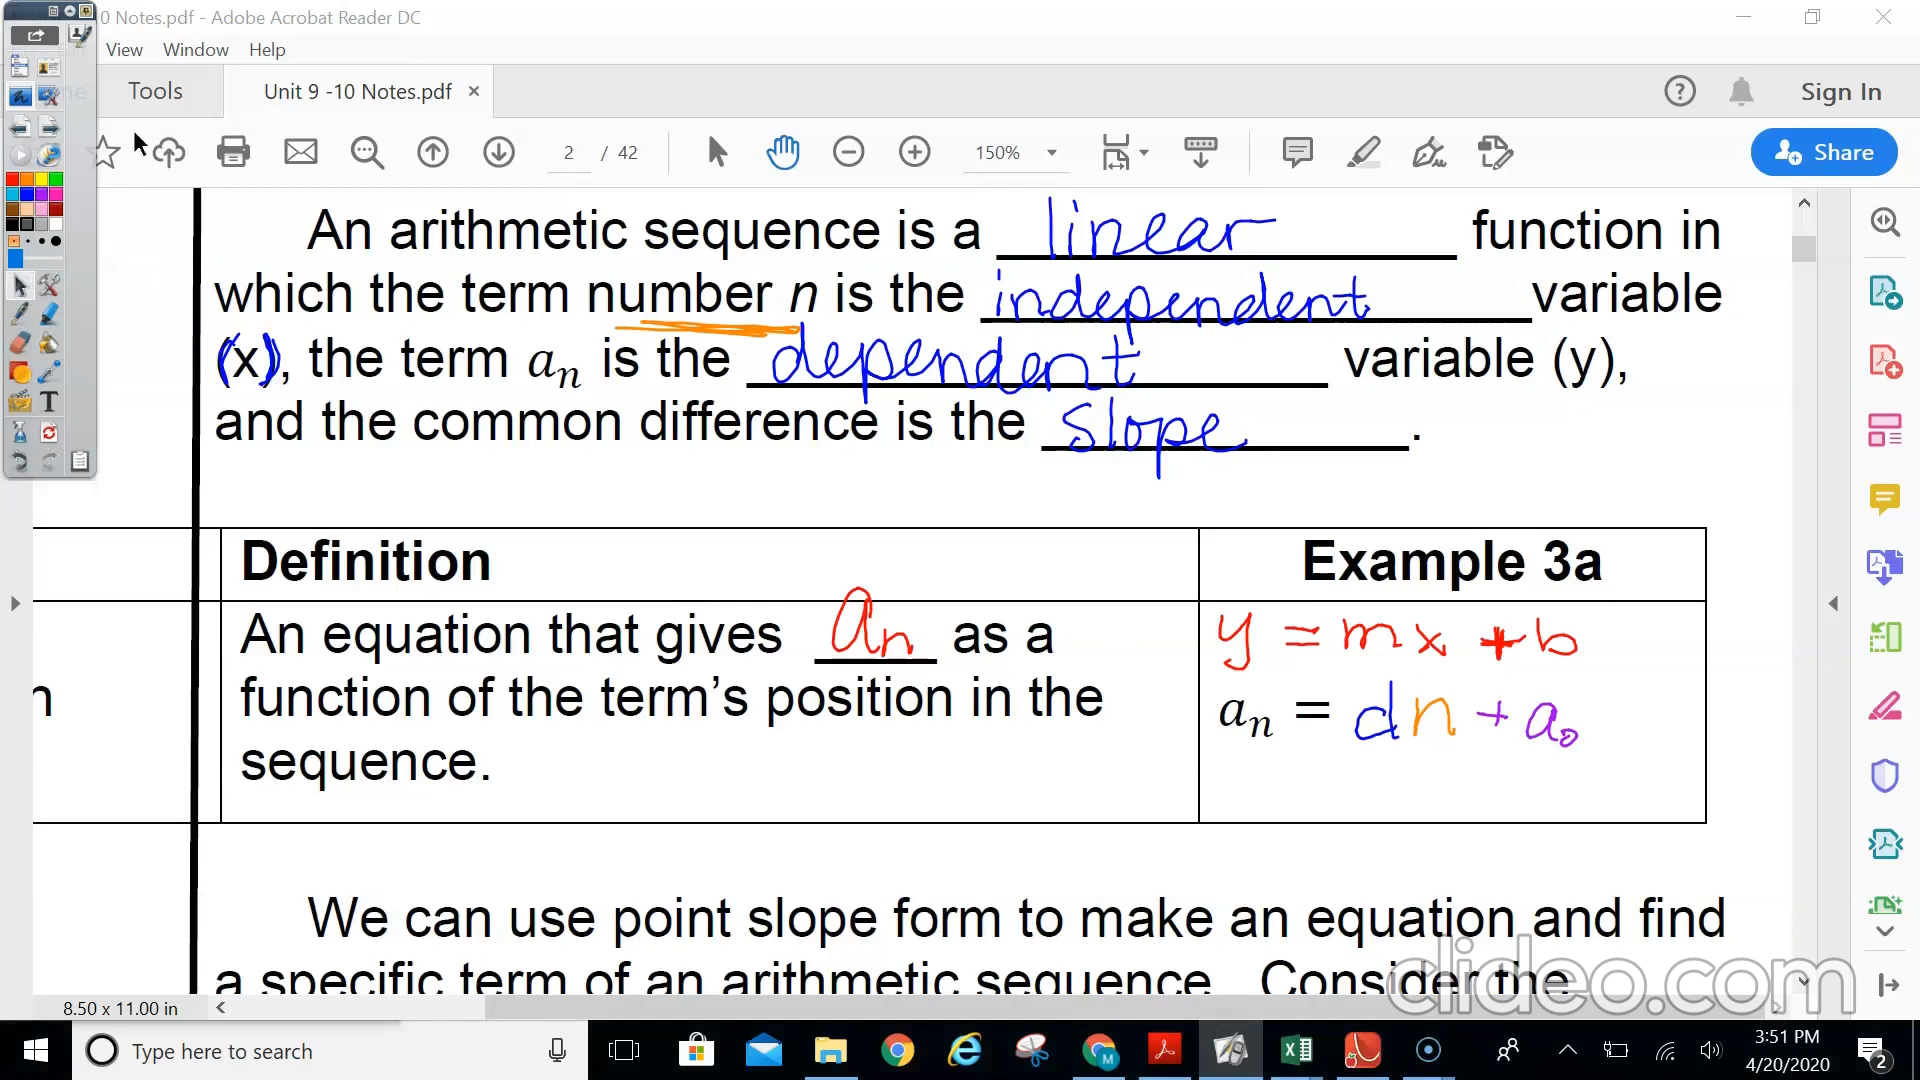 0 Notes.pdf - Adobe Acrobat Reader DC
View Window Help
Tools Unit 9 -10 Notes.pdf × Sign In
2 / 42 150% Share
An arithmetic sequence is a linear function in
which the term number n is the independent variable
(x), the term aₙ is the dependent variable (y),
and the common difference is the slope.
Definition Example 3a
An equation that gives aₙ as a
function of the term’s position in the
sequence.
y = mx + b
aₙ = dn + a₀
n
We can use point slope form to make an equation and find
a specific term of an arithmetic sequence. Consider the
clideo.com
8.50 x 11.00 in
Type here to search
3:51 PM
4/20/2020
2